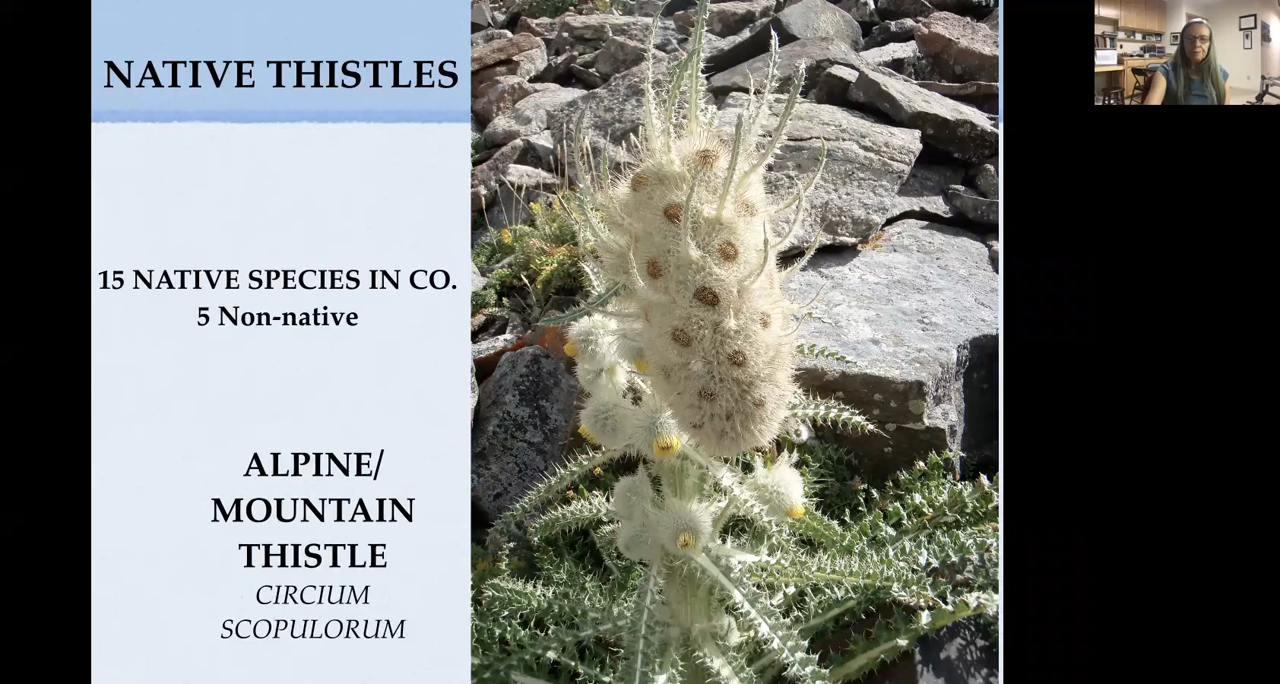 NATIVE THISTLES
15 NATIVE SPECIES IN CO.
5 Non-native
ALPINE/
MOUNTAIN
THISTLE
CIRCIUM
SCOPULORUM